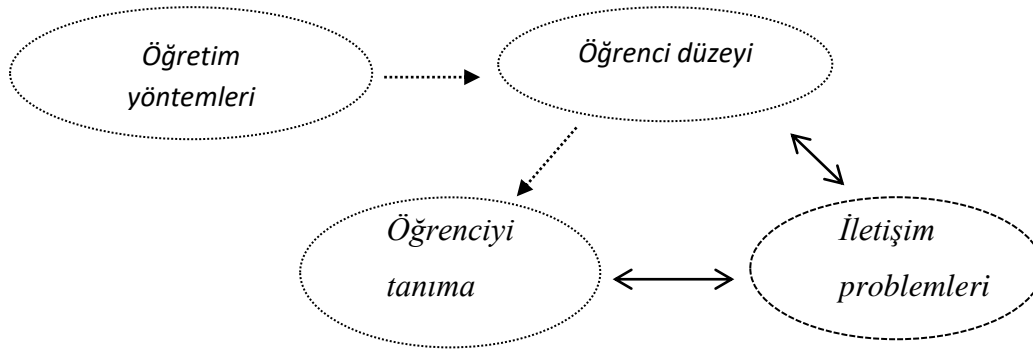 Öğretim
yöntemleri
Öğrenci düzeyi
Öğrenciyi
tanıma
İletişim
problemleri